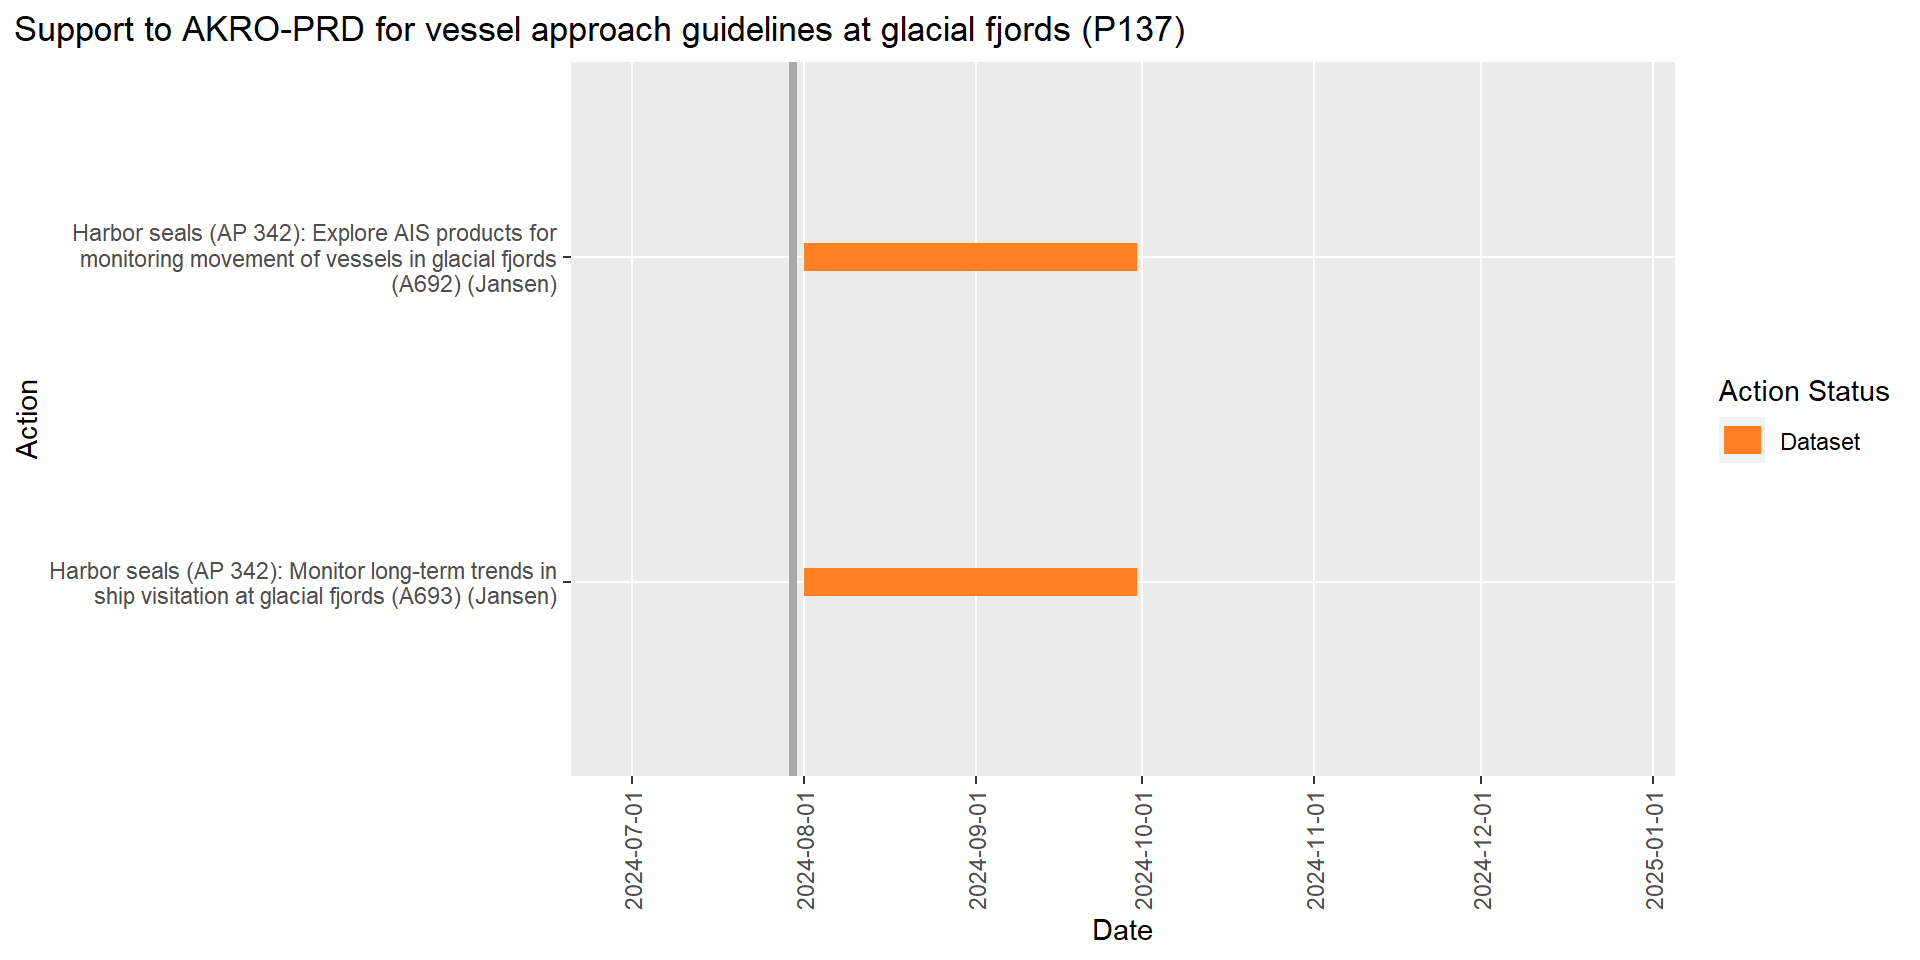 Support to AKRO-PRD for vessel approach guidelines at glacial fjords (P137)
Harbor seals (AP 342): Explore AIS products for
monitoring movement of vessels in glacial fjords
(A692) (Jansen)
Action
Harbor seals (AP 342): Monitor long-term trends in
ship visitation at glacial fjords (A693) (Jansen)
Action Status
Dataset
2024-07-01
2024-08-01
2024-09-01
2024-10-01
2024-11-01
2024-12-01
2025-01-01
Date